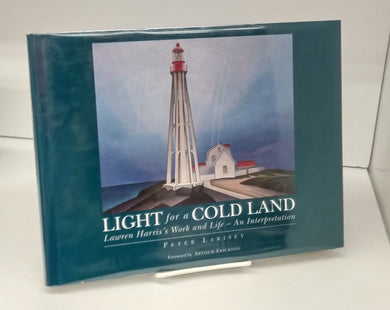 LIGHT for a COLD LAND
Lawren Harris's Work and Life – An Interpretation
PETER LARISEY
Foreword by ARTHUR ERICKSON